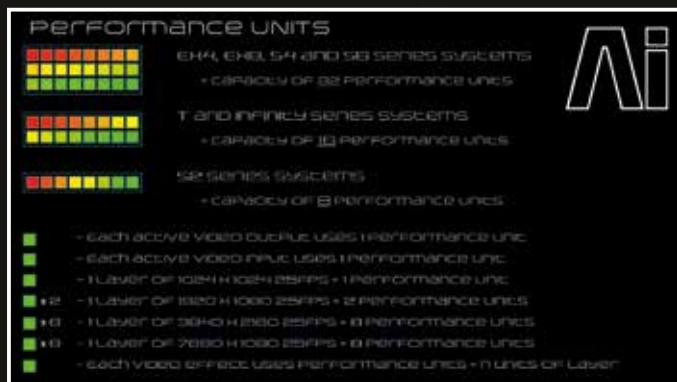 PERFORMANCE UNITS
Ai
EX4, EX8, S4 AND S8 SERIES SYSTEMS
= CAPACITY OF PERFORMANCE UNITS
T AND INFINITY SERIES SYSTEMS
= CAPACITY OF 16 PERFORMANCE UNITS
S2 SERIES SYSTEMS
= CAPACITY OF 8 PERFORMANCE UNITS
- EACH ACTIVE VIDEO OUTPUT USES 1 PERFORMANCE UNIT
- EACH ACTIVE VIDEO INPUT USES 1 PERFORMANCE UNIT
- 1 LAYER OF 1024 X 1024 25FPS = 1 PERFORMANCE UNIT
x2 - 1 LAYER OF 1920 X 1080 25FPS = 2 PERFORMANCE UNITS
x8 - 1 LAYER OF 3840 X 2160 25FPS = 8 PERFORMANCE UNITS
x8 - 1 LAYER OF 7680 X 1080 25FPS = 8 PERFORMANCE UNITS
- EACH VIDEO EFFECT USES PERFORMANCE UNITS = N UNITS OF LAYER